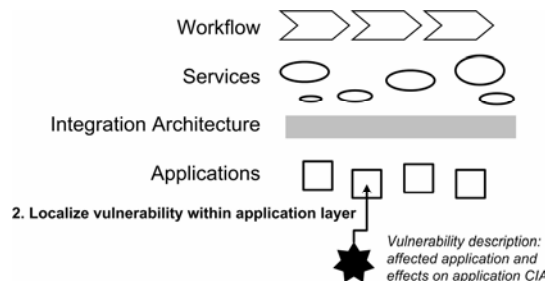 Workflow
Services
Integration Architecture
Applications
2. Localize vulnerability within application layer
Vulnerability description:
affected application and
effects on application CIA